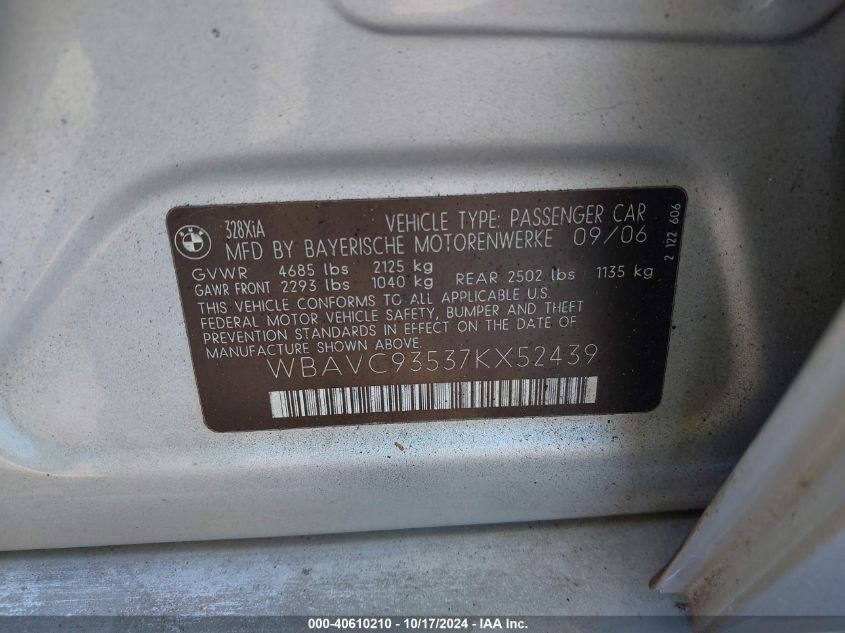 BMW
328XiA
VEHICLE TYPE: PASSENGER CAR
MFD BY BAYERISCHE MOTORENWERKE 09/06
GVWR 4685 lbs 2125 kg
GAWR FRONT 2293 lbs 1040 kg REAR 2502 lbs 1135 kg
THIS VEHICLE CONFORMS TO ALL APPLICABLE U.S.
FEDERAL MOTOR VEHICLE SAFETY, BUMPER AND THEFT
PREVENTION STANDARDS IN EFFECT ON THE DATE OF
MANUFACTURE SHOWN ABOVE.
WBAVC93537KX52439
2 122 606
000-40610210 - 10/17/2024 - IAA Inc.